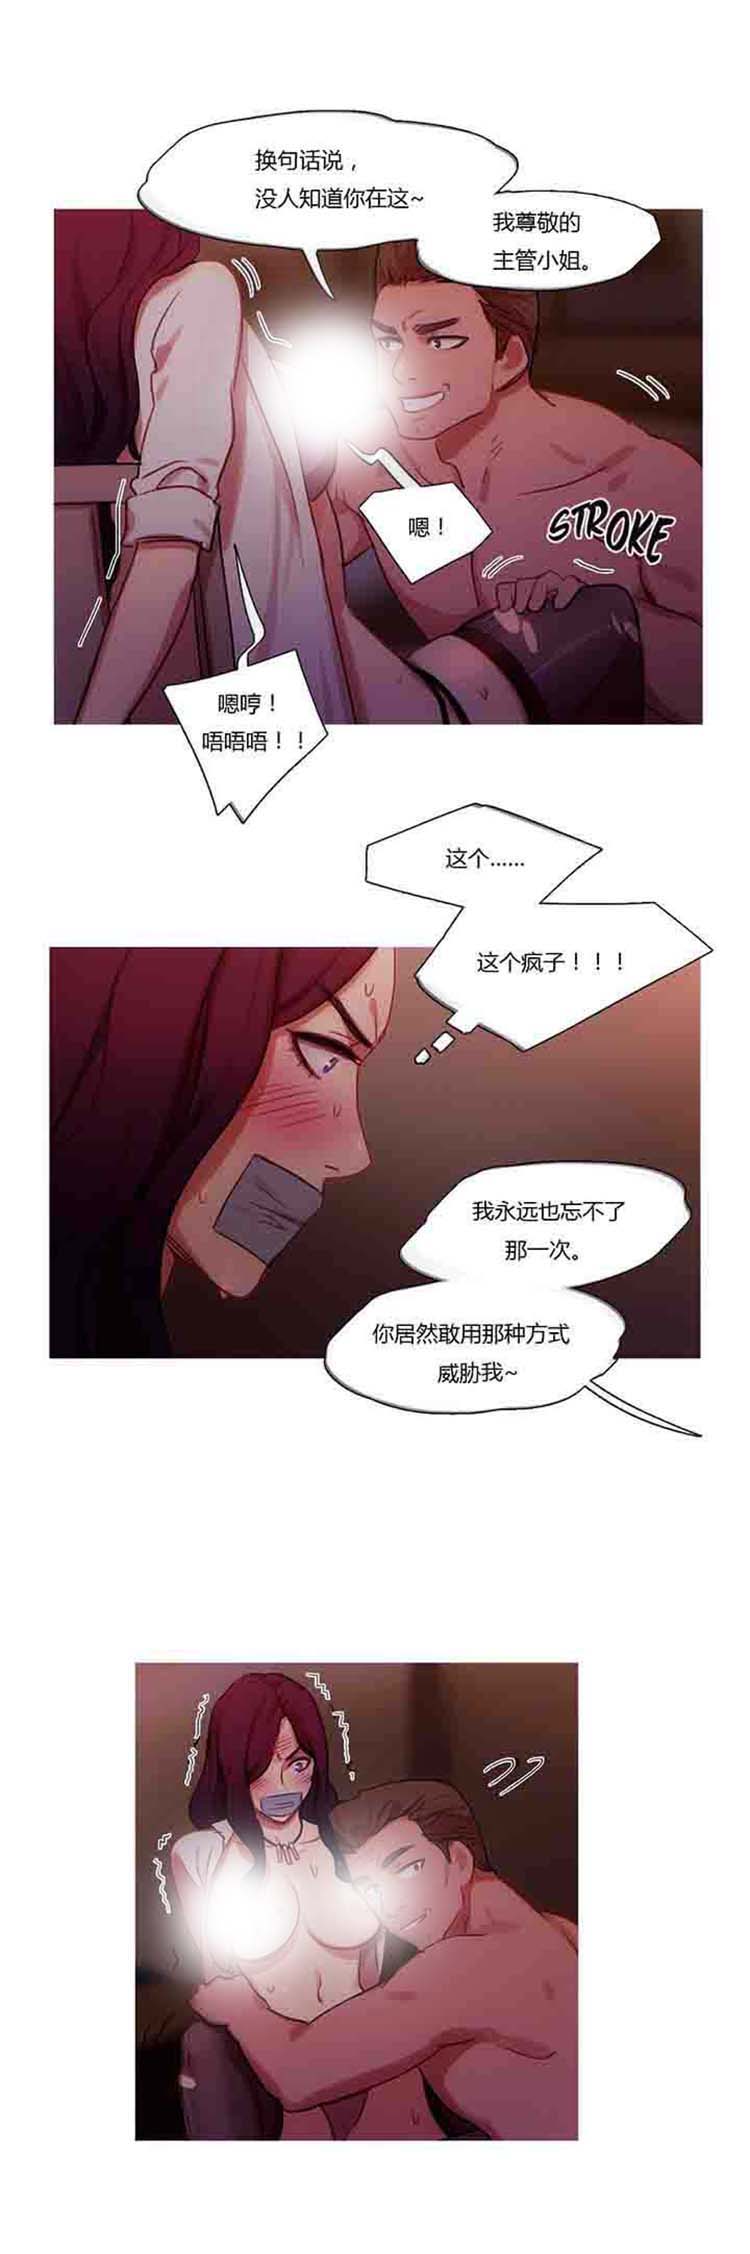 换句话说，
没人知道你在这~
我尊敬的
主管小姐。
嗯！
STROKE
嗯哼！
唔唔唔！！
这个……
这个疯子！！！
我永远也忘不了
那一次。
你居然敢用那种方式
威胁我~